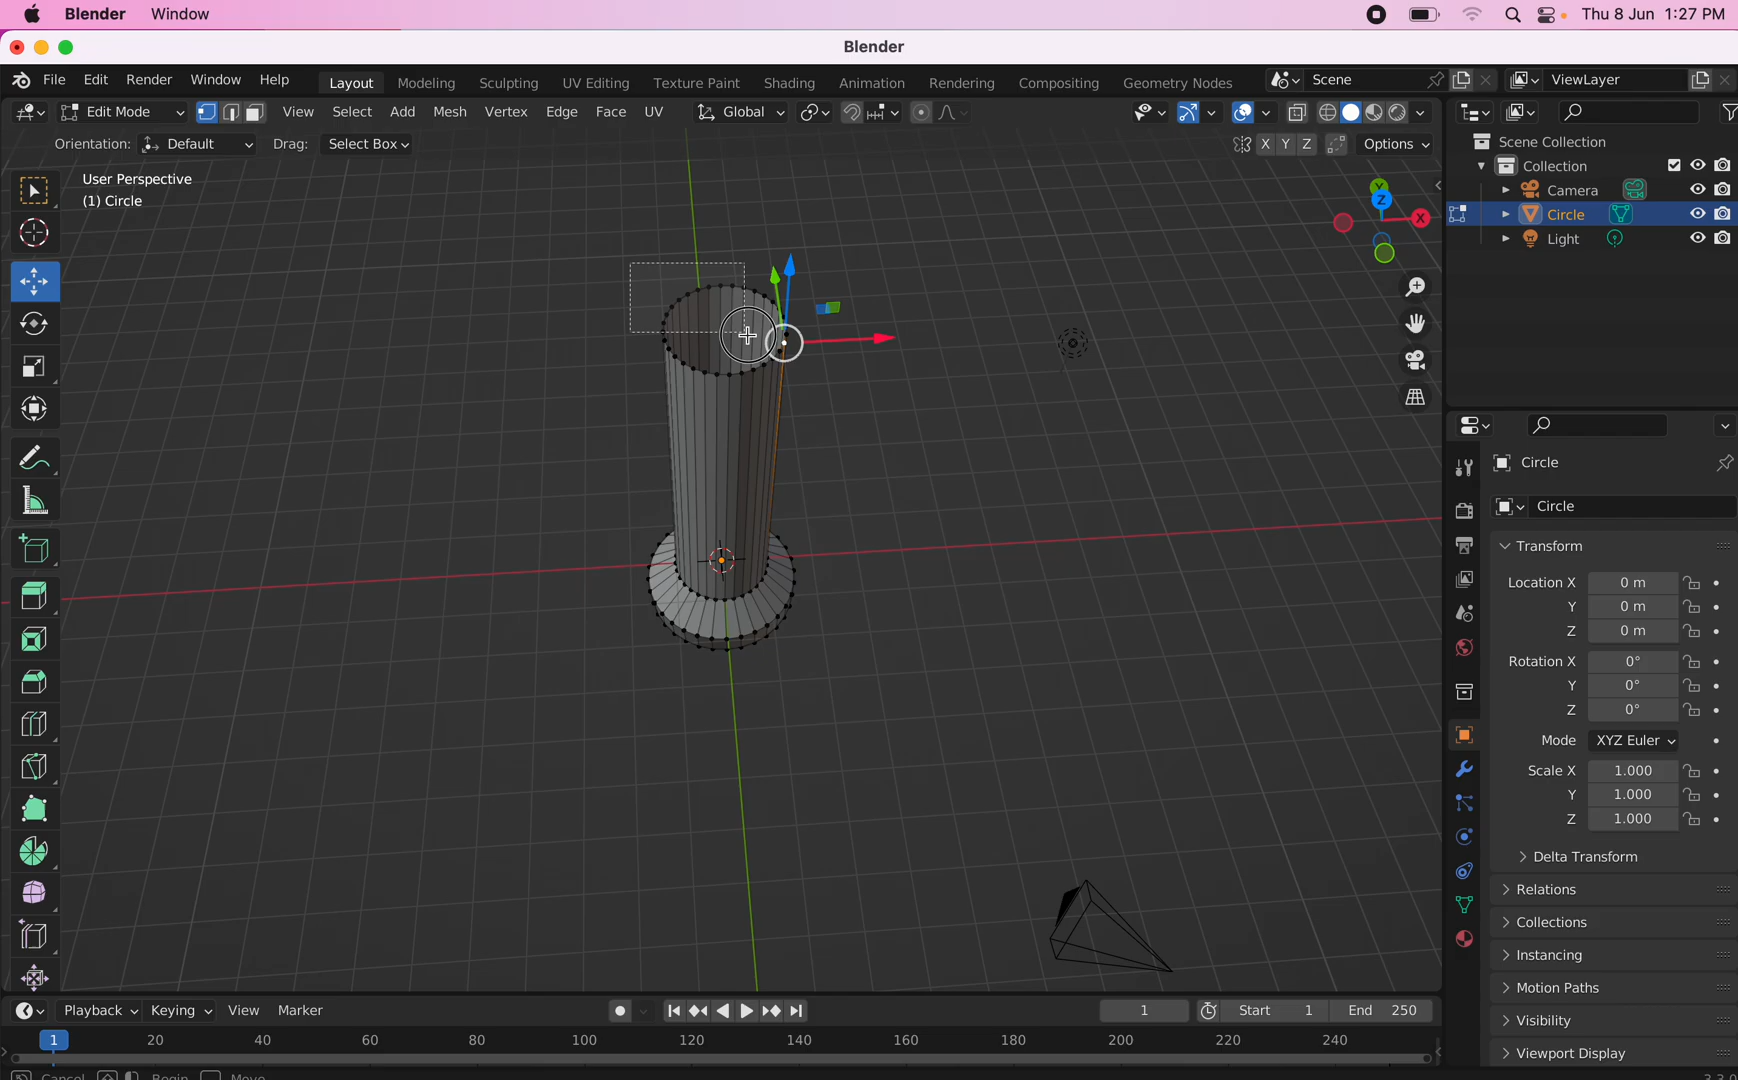 Blender Window Thu 8 Jun 1:27 PM
Blender
File Edit Render Window Help Layout Modeling Sculpting UV Editing Texture Paint Shading Animation Rendering Compositing Geometry Nodes Scene ViewLayer
Edit Mode View Select Add Mesh Vertex Edge Face UV Global
Orientation: Default Drag: Select Box X Y Z Options
User Perspective
(1) Circle
Y
Z
X
Scene Collection
Collection
Camera
Circle
Light
Circle
Circle
Transform
Location X 0 m
Y 0 m
Z 0 m
Rotation X 0°
Y 0°
Z 0°
Mode XYZ Euler
Scale X 1.000
Y 1.000
Z 1.000
Delta Transform
Relations
Collections
Instancing
Motion Paths
Visibility
Viewport Display
Playback Keying View Marker 1 Start 1 End 250
1 20 40 60 80 100 120 140 160 180 200 220 240
Cancel Begin Move 3.3.0